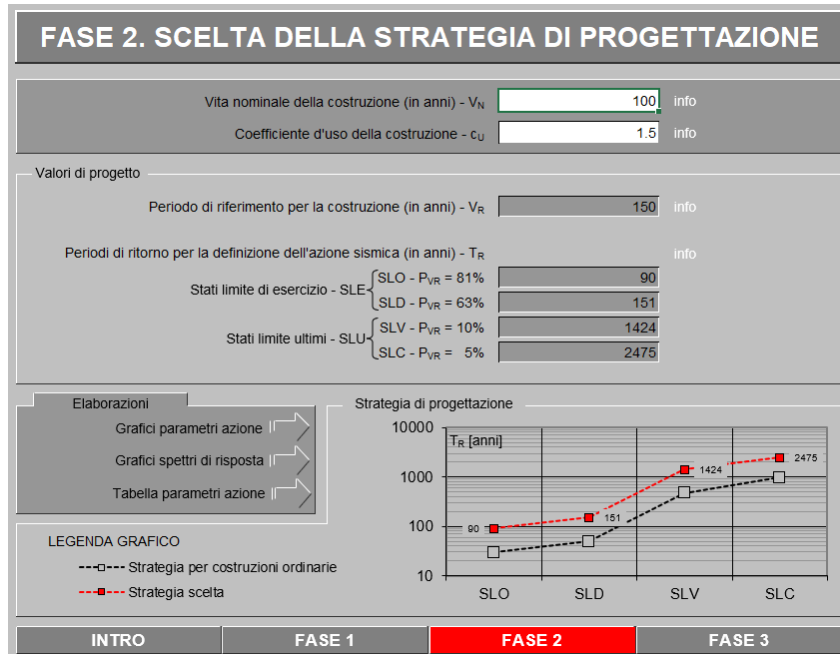 FASE 2. SCELTA DELLA STRATEGIA DI PROGETTAZIONE
Vita nominale della costruzione (in anni) - VN 100 info
Coefficiente d'uso della costruzione - cU 1.5 info
Valori di progetto
Periodo di riferimento per la costruzione (in anni) - VR 150 info
Periodi di ritorno per la definizione dell'azione sismica (in anni) - TR info
Stati limite di esercizio - SLE
SLO - PVR = 81% 90
SLD - PVR = 63% 151
Stati limite ultimi - SLU
SLV - PVR = 10% 1424
SLC - PVR = 5% 2475
Elaborazioni
Grafici parametri azione
Grafici spettri di risposta
Tabella parametri azione
LEGENDA GRAFICO
Strategia per costruzioni ordinarie
Strategia scelta
Strategia di progettazione
TR [anni]
10000
1000
100
10
90
151
1424
2475
SLO SLD SLV SLC
INTRO FASE 1 FASE 2 FASE 3